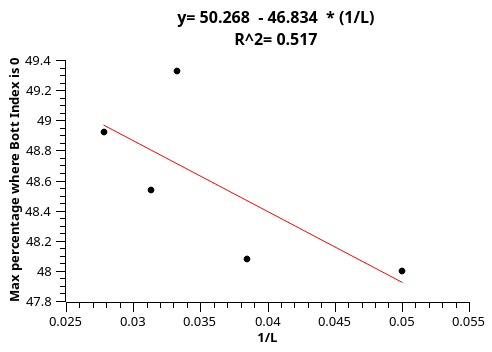 y= 50.268 - 46.834 * (1/L)
R^2= 0.517
Max percentage where Bott Index is 0
49.4
49.2
49
48.8
48.6
48.4
48.2
48
47.8
0.025 0.03 0.035 0.04 0.045 0.05 0.055
1/L